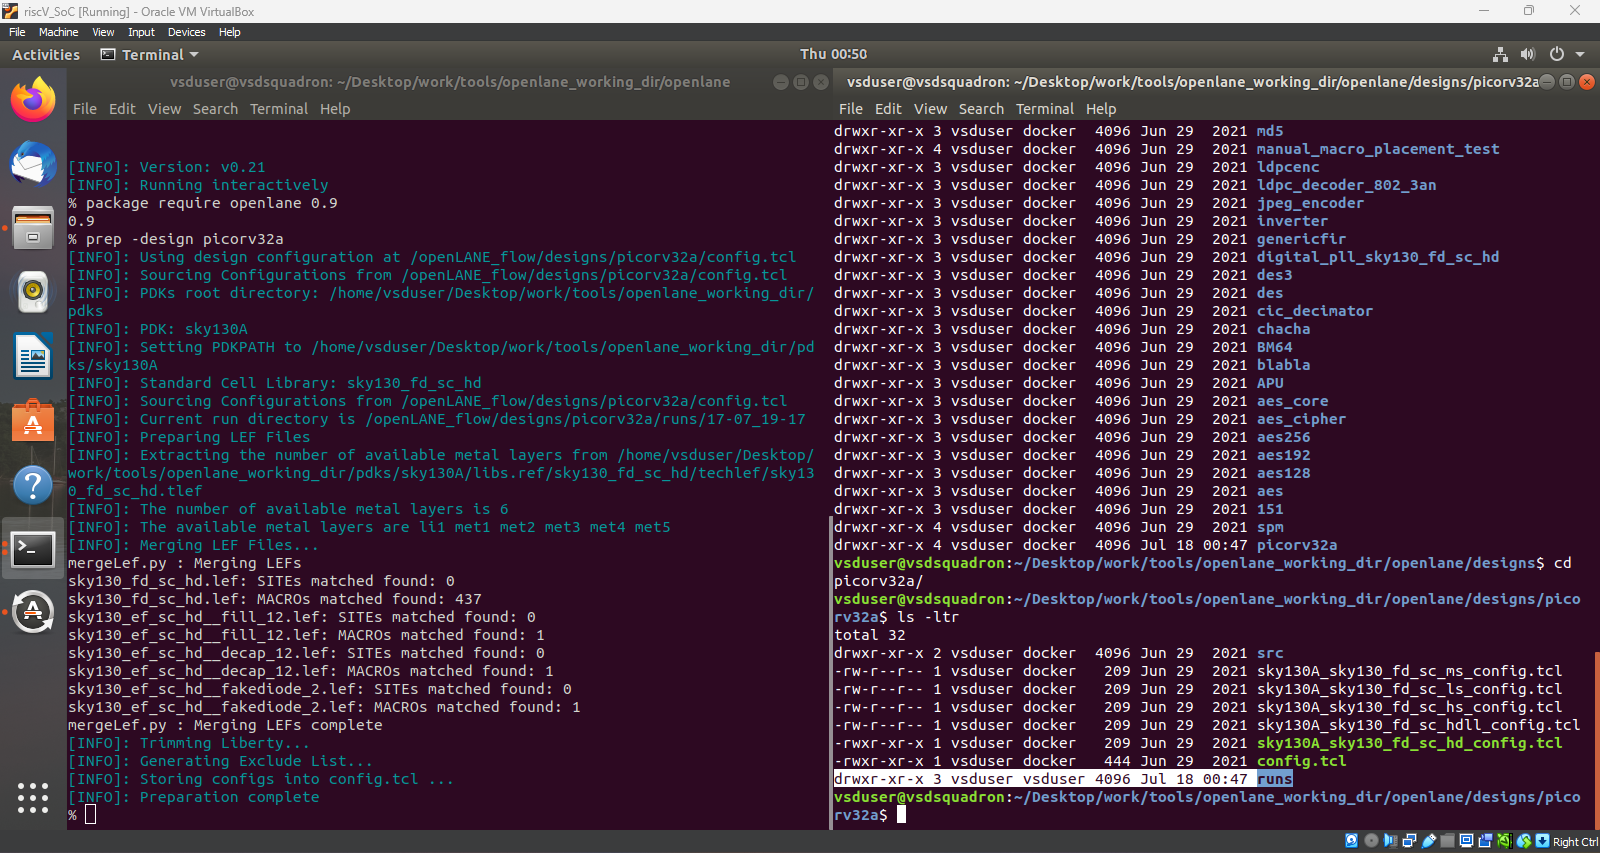 riscV_SoC [Running] - Oracle VM VirtualBox
File Machine View Input Devices Help
Activities Terminal Thu 00:50
vsduser@vsdsquadron: ~/Desktop/work/tools/openlane_working_dir/openlane
File Edit View Search Terminal Help
[INFO]: Version: v0.21
[INFO]: Running interactively
% package require openlane 0.9
0.9
% prep -design picorv32a
[INFO]: Using design configuration at /openLANE_flow/designs/picorv32a/config.tcl
[INFO]: Sourcing Configurations from /openLANE_flow/designs/picorv32a/config.tcl
[INFO]: PDKs root directory: /home/vsduser/Desktop/work/tools/openlane_working_dir/
pdks
[INFO]: PDK: sky130A
[INFO]: Setting PDKPATH to /home/vsduser/Desktop/work/tools/openlane_working_dir/pd
ks/sky130A
[INFO]: Standard Cell Library: sky130_fd_sc_hd
[INFO]: Sourcing Configurations from /openLANE_flow/designs/picorv32a/config.tcl
[INFO]: Current run directory is /openLANE_flow/designs/picorv32a/runs/17-07_19-17
[INFO]: Preparing LEF Files
[INFO]: Extracting the number of available metal layers from /home/vsduser/Desktop/
work/tools/openlane_working_dir/pdks/sky130A/libs.ref/sky130_fd_sc_hd/techlef/sky13
0_fd_sc_hd.tlef
[INFO]: The number of available metal layers is 6
[INFO]: The available metal layers are li1 met1 met2 met3 met4 met5
[INFO]: Merging LEF Files...
mergeLef.py : Merging LEFs
sky130_fd_sc_hd.lef: SITEs matched found: 0
sky130_fd_sc_hd.lef: MACROs matched found: 437
sky130_ef_sc_hd__fill_12.lef: SITEs matched found: 0
sky130_ef_sc_hd__fill_12.lef: MACROs matched found: 1
sky130_ef_sc_hd__decap_12.lef: SITEs matched found: 0
sky130_ef_sc_hd__decap_12.lef: MACROs matched found: 1
sky130_ef_sc_hd__fakediode_2.lef: SITEs matched found: 0
sky130_ef_sc_hd__fakediode_2.lef: MACROs matched found: 1
mergeLef.py : Merging LEFs complete
[INFO]: Trimming Liberty...
[INFO]: Generating Exclude List...
[INFO]: Storing configs into config.tcl ...
[INFO]: Preparation complete
%
vsduser@vsdsquadron: ~/Desktop/work/tools/openlane_working_dir/openlane/designs/picorv32a
File Edit View Search Terminal Help
drwxr-xr-x 3 vsduser docker 4096 Jun 29 2021 md5
drwxr-xr-x 4 vsduser docker 4096 Jun 29 2021 manual_macro_placement_test
drwxr-xr-x 3 vsduser docker 4096 Jun 29 2021 ldpcenc
drwxr-xr-x 3 vsduser docker 4096 Jun 29 2021 ldpc_decoder_802_3an
drwxr-xr-x 3 vsduser docker 4096 Jun 29 2021 jpeg_encoder
drwxr-xr-x 3 vsduser docker 4096 Jun 29 2021 inverter
drwxr-xr-x 3 vsduser docker 4096 Jun 29 2021 genericfir
drwxr-xr-x 3 vsduser docker 4096 Jun 29 2021 digital_pll_sky130_fd_sc_hd
drwxr-xr-x 3 vsduser docker 4096 Jun 29 2021 des3
drwxr-xr-x 3 vsduser docker 4096 Jun 29 2021 des
drwxr-xr-x 3 vsduser docker 4096 Jun 29 2021 cic_decimator
drwxr-xr-x 3 vsduser docker 4096 Jun 29 2021 chacha
drwxr-xr-x 3 vsduser docker 4096 Jun 29 2021 BM64
drwxr-xr-x 3 vsduser docker 4096 Jun 29 2021 blabla
drwxr-xr-x 3 vsduser docker 4096 Jun 29 2021 APU
drwxr-xr-x 3 vsduser docker 4096 Jun 29 2021 aes_core
drwxr-xr-x 3 vsduser docker 4096 Jun 29 2021 aes_cipher
drwxr-xr-x 3 vsduser docker 4096 Jun 29 2021 aes256
drwxr-xr-x 3 vsduser docker 4096 Jun 29 2021 aes192
drwxr-xr-x 3 vsduser docker 4096 Jun 29 2021 aes128
drwxr-xr-x 3 vsduser docker 4096 Jun 29 2021 aes
drwxr-xr-x 3 vsduser docker 4096 Jun 29 2021 151
drwxr-xr-x 4 vsduser docker 4096 Jun 29 2021 spm
drwxr-xr-x 4 vsduser docker 4096 Jul 18 00:47 picorv32a
vsduser@vsdsquadron:~/Desktop/work/tools/openlane_working_dir/openlane/designs$ cd
picorv32a/
vsduser@vsdsquadron:~/Desktop/work/tools/openlane_working_dir/openlane/designs/pico
rv32a$ ls -ltr
total 32
drwxr-xr-x 2 vsduser docker 4096 Jun 29 2021 src
-rw-r--r-- 1 vsduser docker 209 Jun 29 2021 sky130A_sky130_fd_sc_ms_config.tcl
-rw-r--r-- 1 vsduser docker 209 Jun 29 2021 sky130A_sky130_fd_sc_ls_config.tcl
-rw-r--r-- 1 vsduser docker 209 Jun 29 2021 sky130A_sky130_fd_sc_hs_config.tcl
-rw-r--r-- 1 vsduser docker 209 Jun 29 2021 sky130A_sky130_fd_sc_hdll_config.tcl
-rwxr-xr-x 1 vsduser docker 209 Jun 29 2021 sky130A_sky130_fd_sc_hd_config.tcl
-rwxr-xr-x 1 vsduser docker 444 Jun 29 2021 config.tcl
drwxr-xr-x 3 vsduser vsduser 4096 Jul 18 00:47 runs
vsduser@vsdsquadron:~/Desktop/work/tools/openlane_working_dir/openlane/designs/pico
rv32a$
Right Ctrl